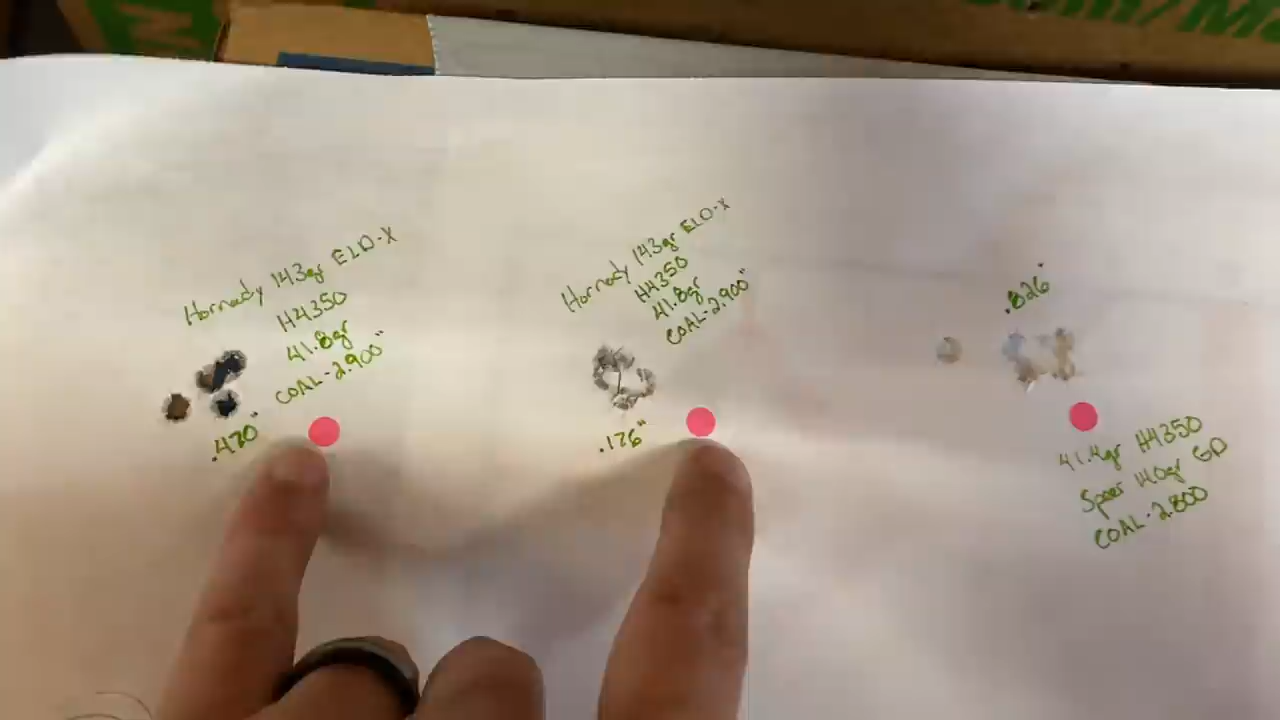 Hornady 143gr ELD-X
H4350
41.8gr
COAL-2.900"
.470"
Hornady 143gr ELD-X
H4350
41.8gr
COAL-2.900"
.176"
.826"
41.4gr H4350
Speer 140gr GD
COAL-2.800